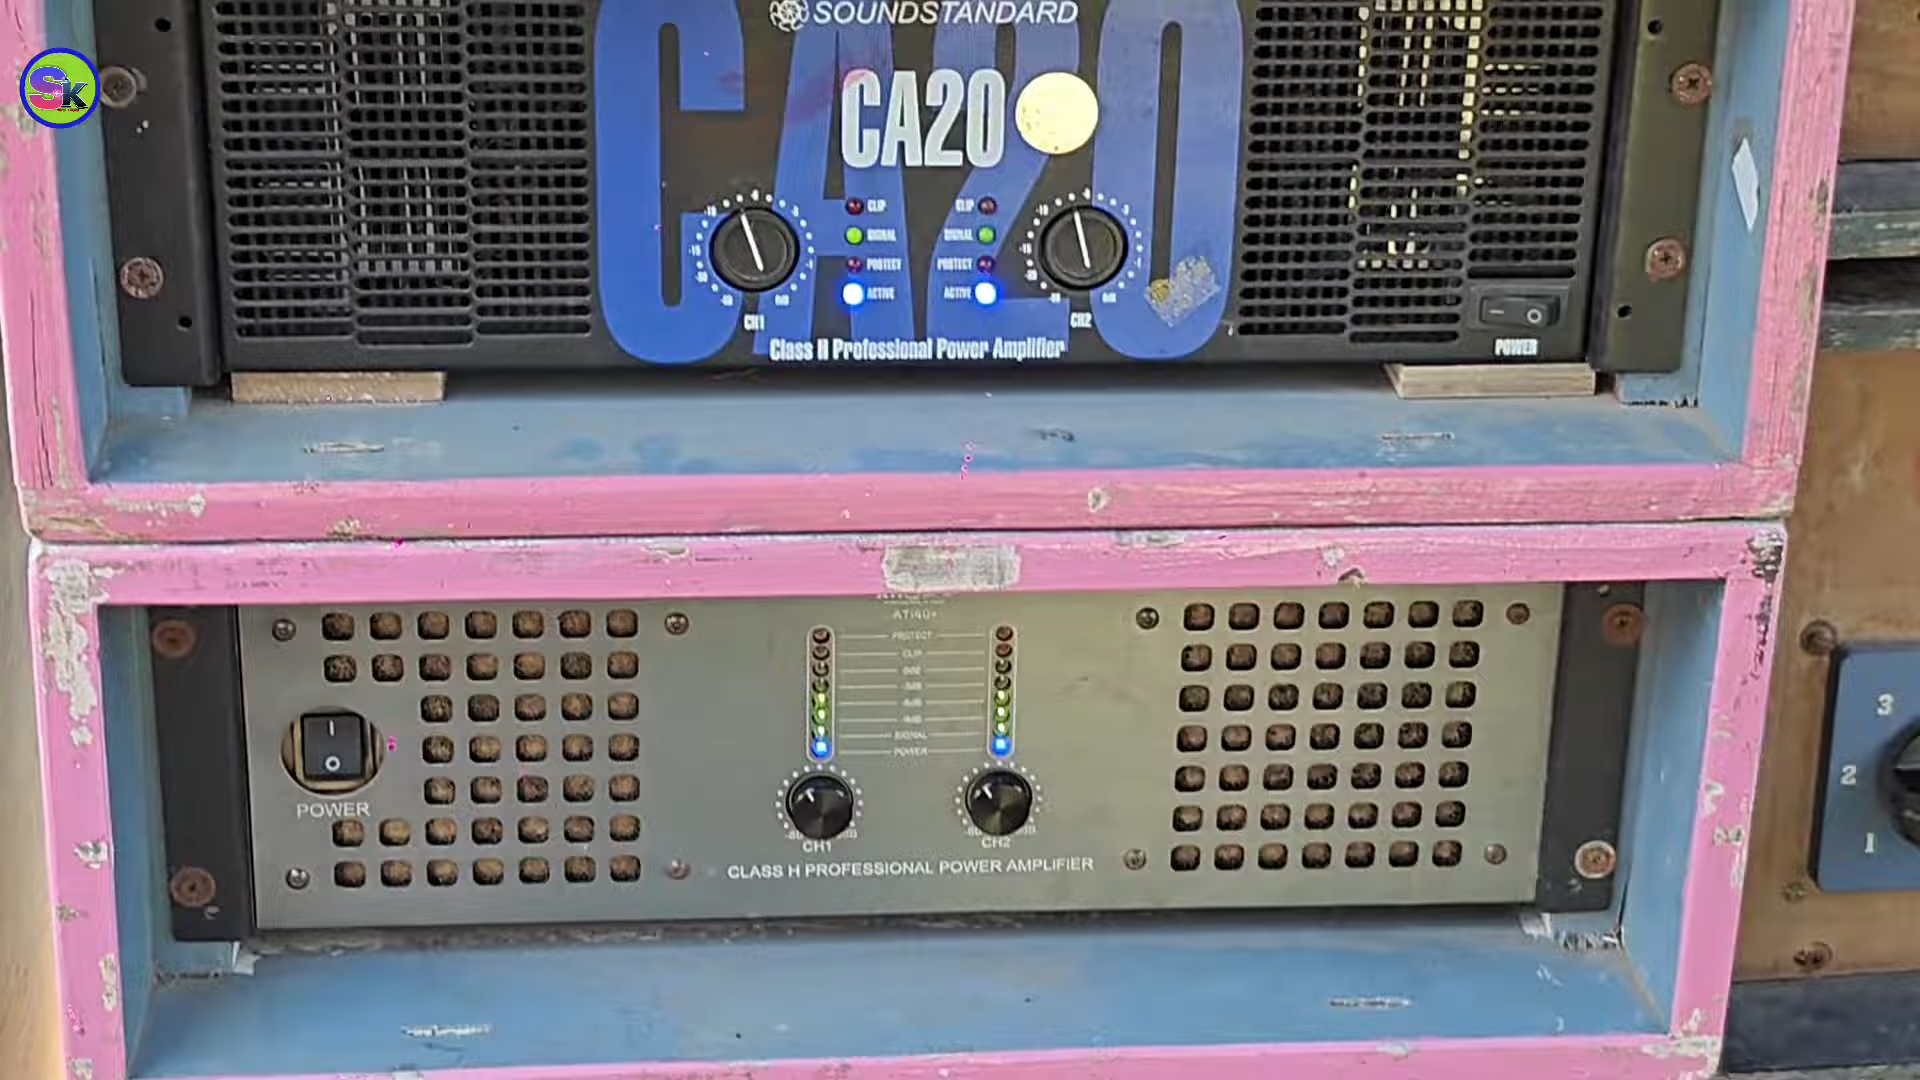 SK
SOUNDSTANDARD
CA20
CA20
CLIP CLIP
SIGNAL SIGNAL
PROTECT PROTECT
ACTIVE ACTIVE
CH1 CH2
Class H Professional Power Amplifier
POWER
PROTECT
CLIP
SIGNAL
POWER
POWER
CH1 CH2
CLASS H PROFESSIONAL POWER AMPLIFIER
3
2
1